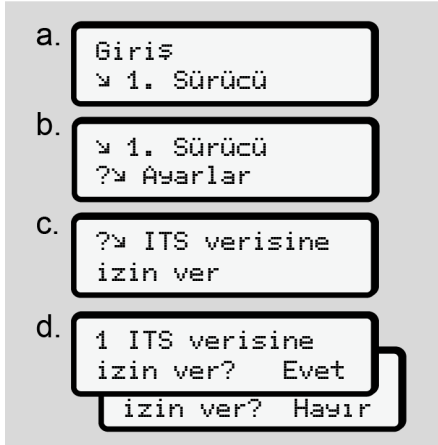 a.
Giriş
↘ 1. Sürücü
b.
↘ 1. Sürücü
?↘ Ayarlar
c.
?↘ ITS verisine
izin ver
d.
1 ITS verisine
izin ver? Evet
izin ver? Hayır